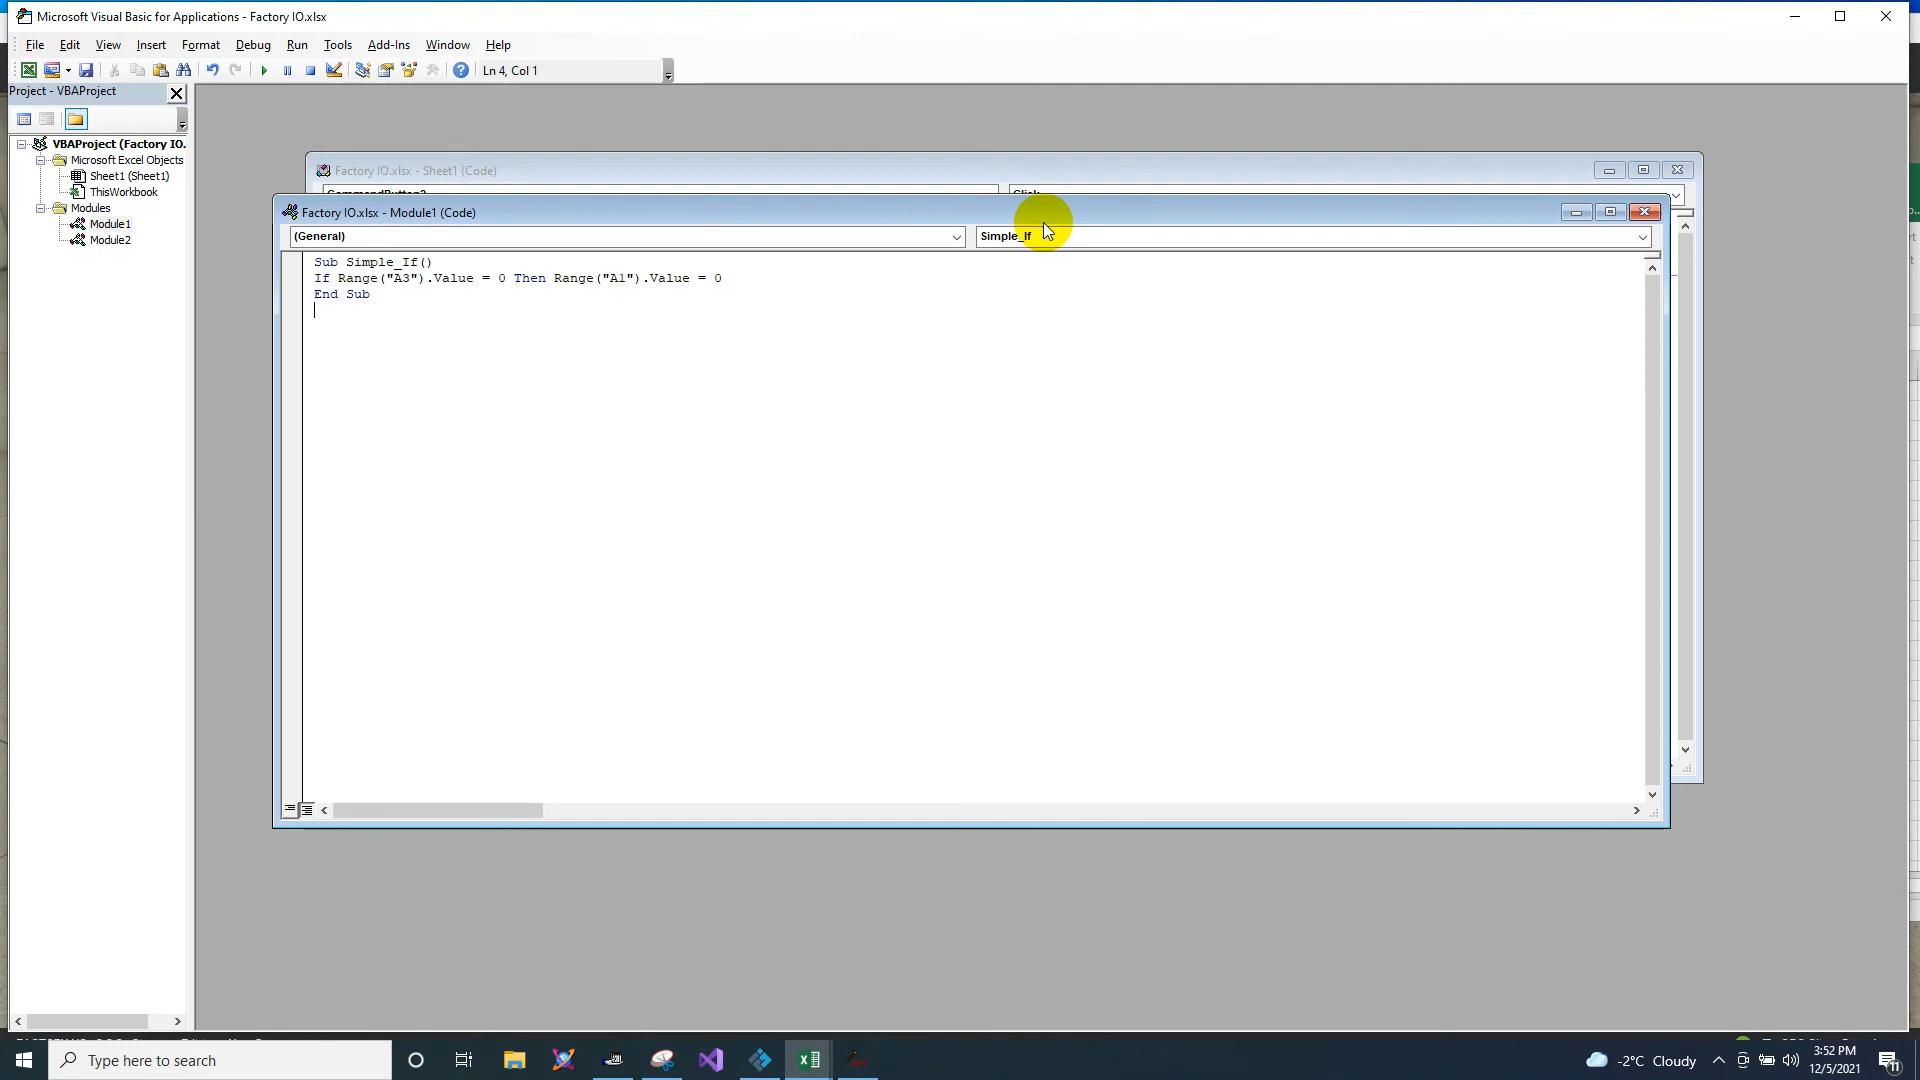 Microsoft Visual Basic for Applications - Factory IO.xlsx
File Edit View Insert Format Debug Run Tools Add-Ins Window Help
Ln 4, Col 1
Project - VBAProject
VBAProject (Factory IO.
Microsoft Excel Objects
Sheet1 (Sheet1)
ThisWorkbook
Modules
Module1
Module2
Factory IO.xlsx - Sheet1 (Code)
CommandButton2 Click
Factory IO.xlsx - Module1 (Code)
(General) Simple_If
Sub Simple_If()
If Range("A3").Value = 0 Then Range("A1").Value = 0
End Sub
Type here to search
-2°C Cloudy
3:52 PM
12/5/2021
11